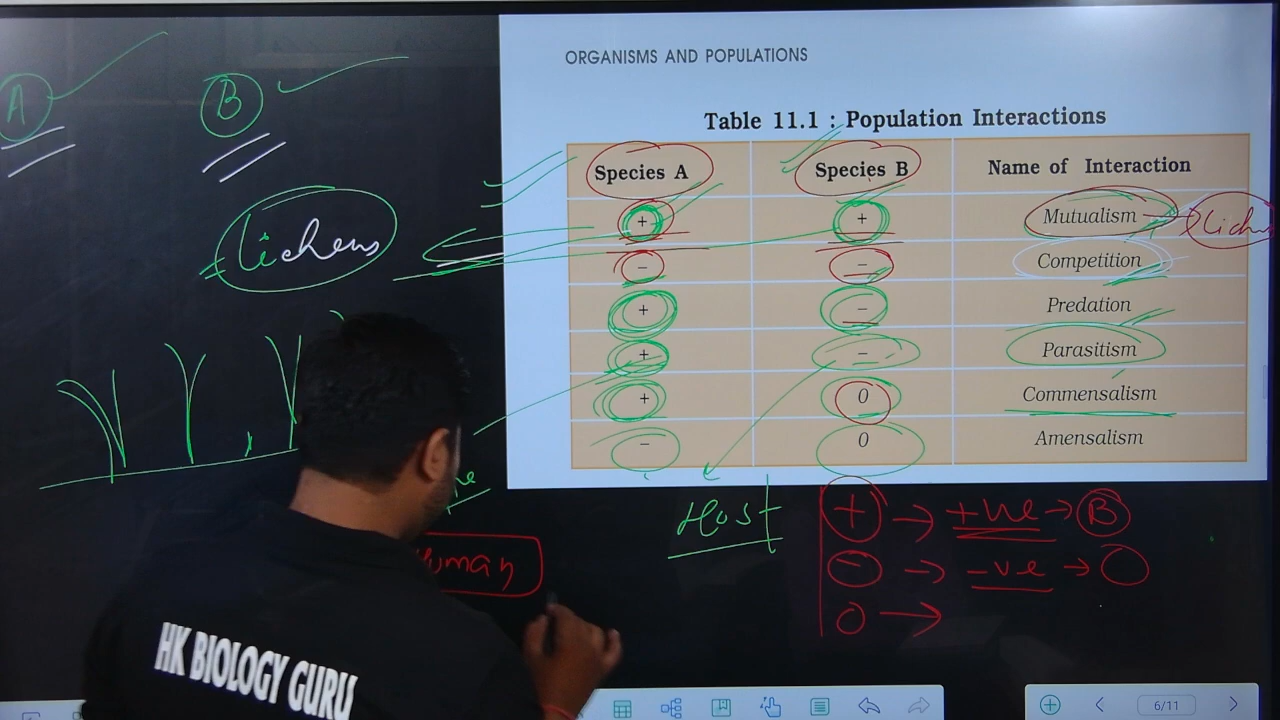 A B
Lichens
ORGANISMS AND POPULATIONS
Table 11.1 : Population Interactions
Species A Species B Name of Interaction
+ + Mutualism
- - Competition
+ - Predation
+ - Parasitism
+ 0 Commensalism
- 0 Amensalism
Host
+ → +ve → B
- → -ve →
0 →
HK BIOLOGY GURU
6/11